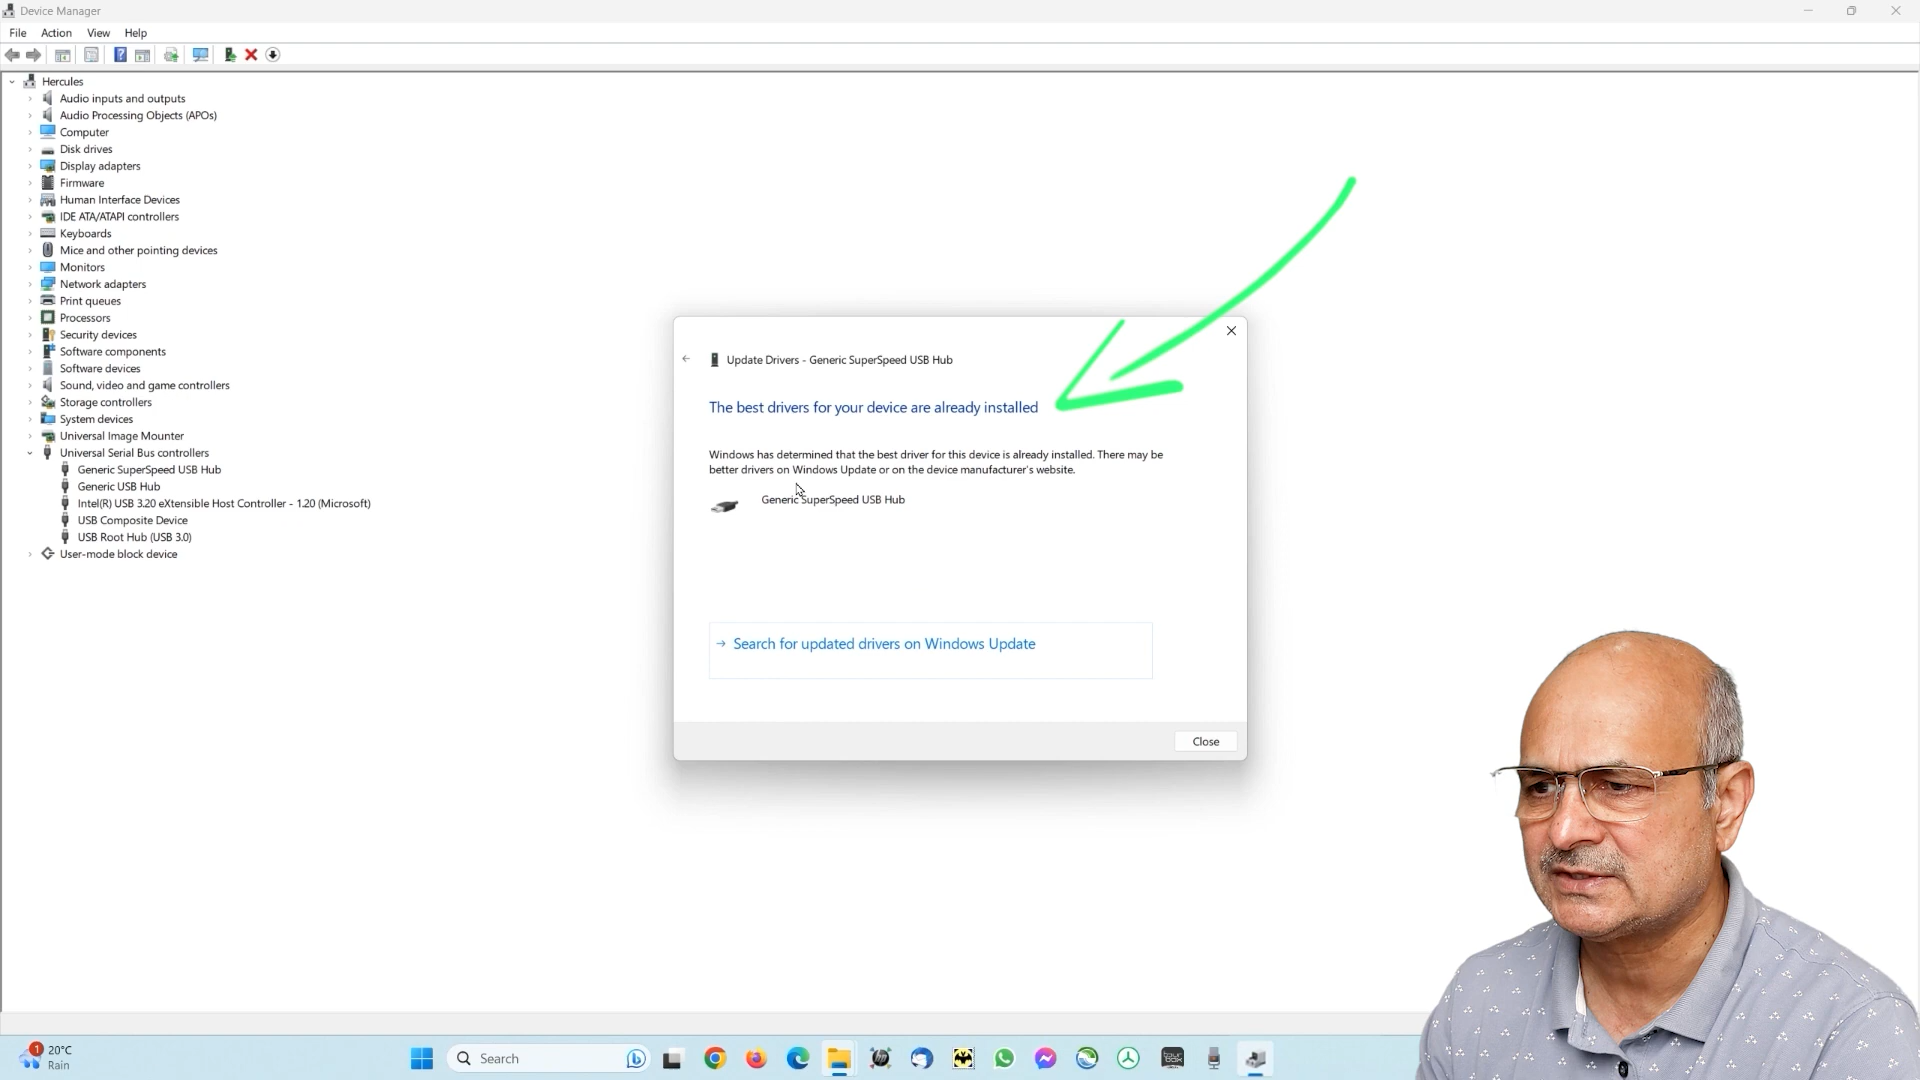 Device Manager
File Action View Help
Hercules
Audio inputs and outputs
Audio Processing Objects (APOs)
Computer
Disk drives
Display adapters
Firmware
Human Interface Devices
IDE ATA/ATAPI controllers
Keyboards
Mice and other pointing devices
Monitors
Network adapters
Print queues
Processors
Security devices
Software components
Software devices
Sound, video and game controllers
Storage controllers
System devices
Universal Image Mounter
Universal Serial Bus controllers
Generic SuperSpeed USB Hub
Generic USB Hub
Intel(R) USB 3.20 eXtensible Host Controller - 1.20 (Microsoft)
USB Composite Device
USB Root Hub (USB 3.0)
User-mode block device
Update Drivers - Generic SuperSpeed USB Hub
The best drivers for your device are already installed
Windows has determined that the best driver for this device is already installed. There may be
better drivers on Windows Update or on the device manufacturer's website.
Generic SuperSpeed USB Hub
Search for updated drivers on Windows Update
Close
1
20°C
Rain
Search